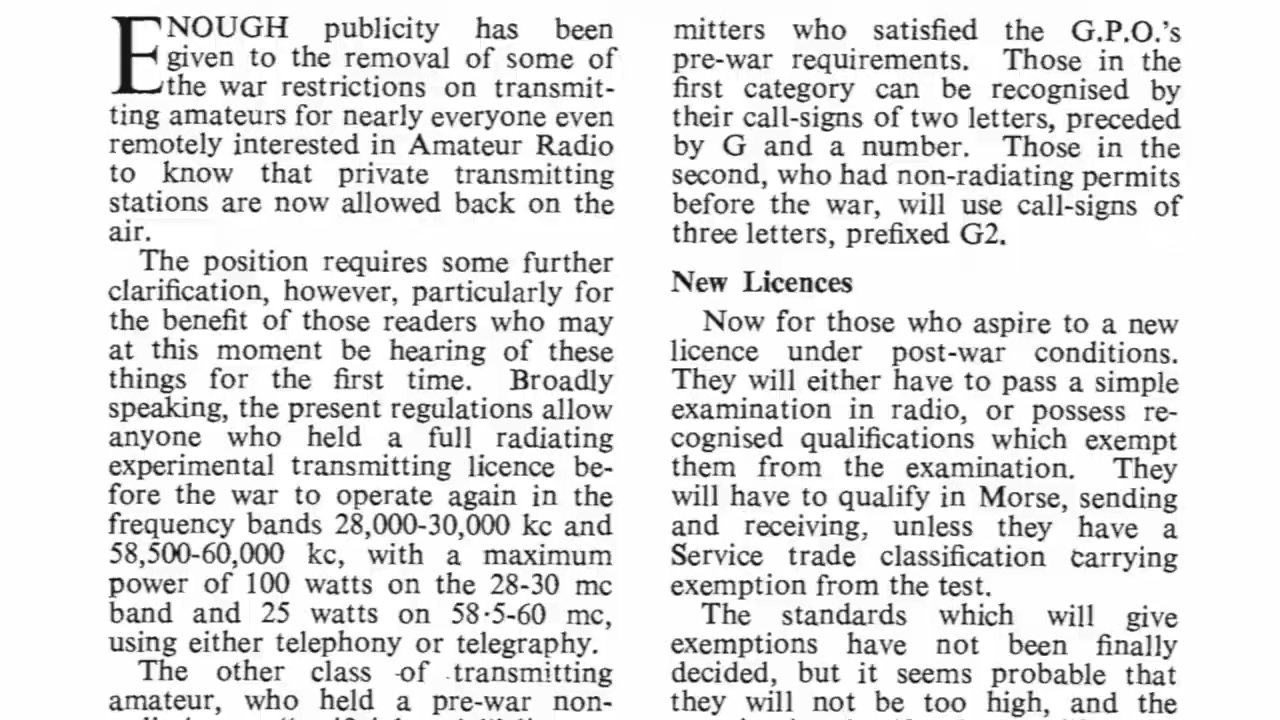 ENOUGH publicity has been
given to the removal of some of
the war restrictions on transmit-
ting amateurs for nearly everyone even
remotely interested in Amateur Radio
to know that private transmitting
stations are now allowed back on the
air.
The position requires some further
clarification, however, particularly for
the benefit of those readers who may
at this moment be hearing of these
things for the first time. Broadly
speaking, the present regulations allow
anyone who held a full radiating
experimental transmitting licence be-
fore the war to operate again in the
frequency bands 28,000-30,000 kc and
58,500-60,000 kc, with a maximum
power of 100 watts on the 28-30 mc
band and 25 watts on 58·5-60 mc,
using either telephony or telegraphy.
The other class of transmitting
amateur, who held a pre-war non-
mitters who satisfied the G.P.O.'s
pre-war requirements. Those in the
first category can be recognised by
their call-signs of two letters, preceded
by G and a number. Those in the
second, who had non-radiating permits
before the war, will use call-signs of
three letters, prefixed G2.
New Licences
Now for those who aspire to a new
licence under post-war conditions.
They will either have to pass a simple
examination in radio, or possess re-
cognised qualifications which exempt
them from the examination. They
will have to qualify in Morse, sending
and receiving, unless they have a
Service trade classification carrying
exemption from the test.
The standards which will give
exemptions have not been finally
decided, but it seems probable that
they will not be too high, and the